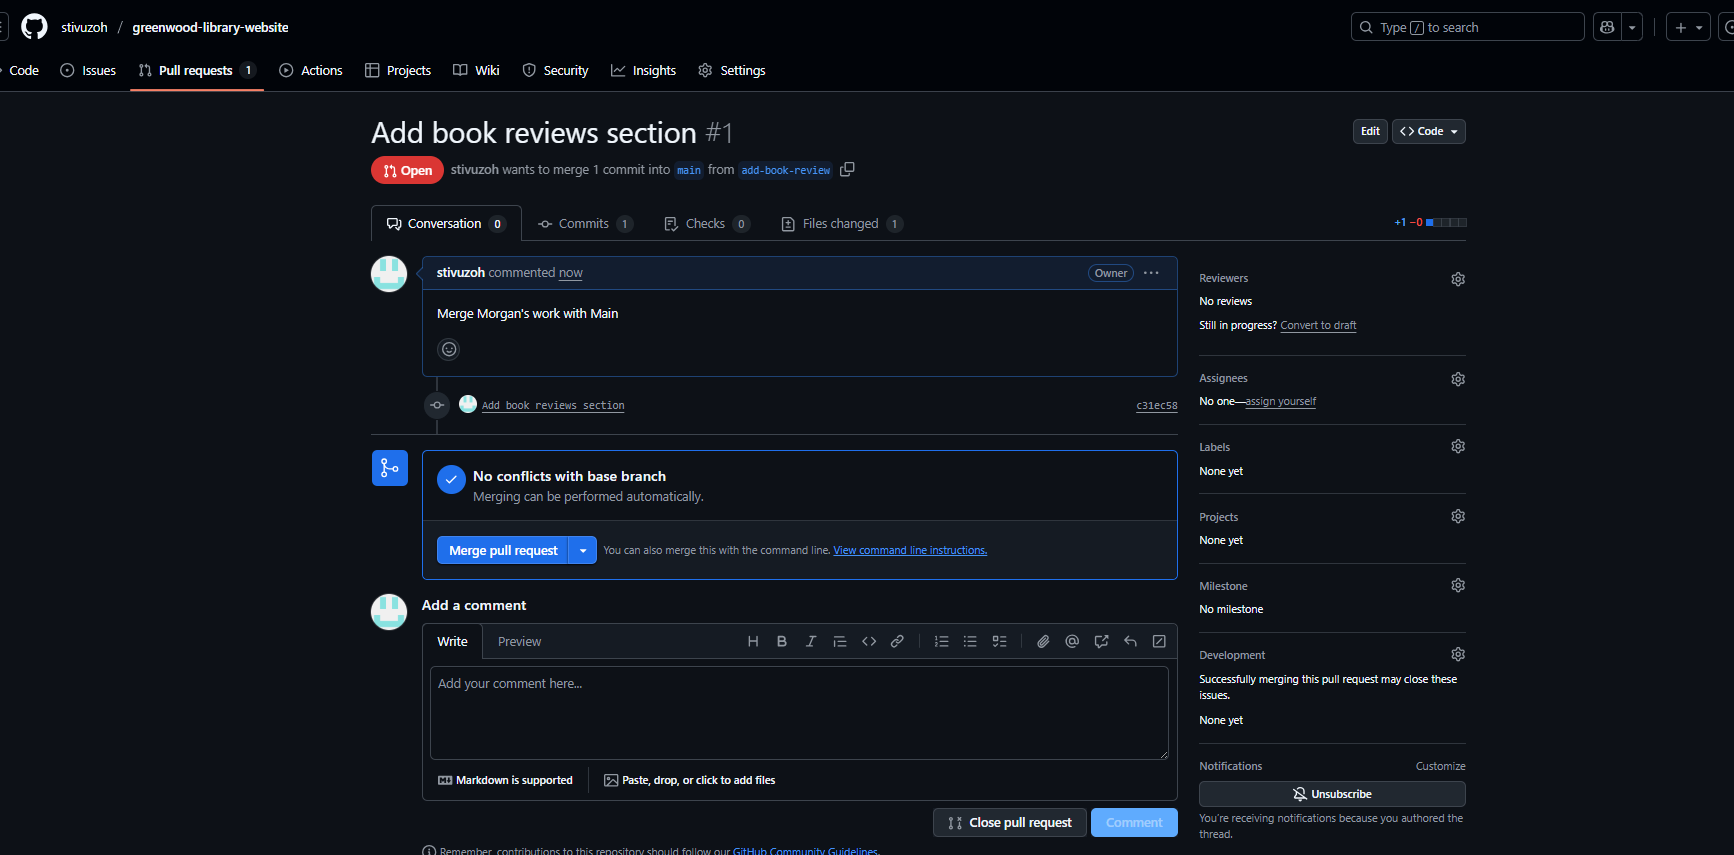 stivuzoh / greenwood-library-website
Type / to search
Code Issues Pull requests 1 Actions Projects Wiki Security Insights Settings
Add book reviews section #1
Edit
Code
Open
stivuzoh wants to merge 1 commit into main from add-book-review
Conversation 0
Commits 1
Checks 0
Files changed 1
+1 −0
stivuzoh commented now
Owner
Merge Morgan's work with Main
Add book reviews section
c31ec58
No conflicts with base branch
Merging can be performed automatically.
Merge pull request
You can also merge this with the command line. View command line instructions.
Add a comment
Write
Preview
Add your comment here...
Markdown is supported
Paste, drop, or click to add files
Close pull request
Comment
Remember, contributions to this repository should follow our GitHub Community Guidelines.
Reviewers
No reviews
Still in progress? Convert to draft
Assignees
No one—assign yourself
Labels
None yet
Projects
None yet
Milestone
No milestone
Development
Successfully merging this pull request may close these
issues.
None yet
Notifications
Customize
Unsubscribe
You're receiving notifications because you authored the
thread.